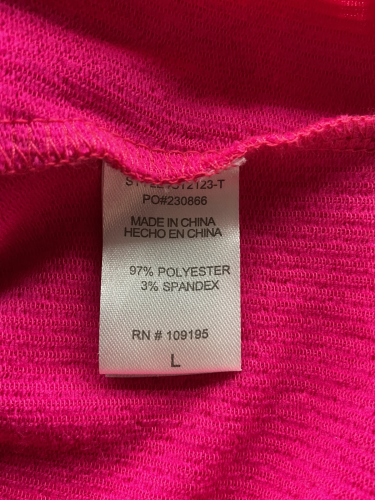 PO#230866
MADE IN CHINA
HECHO EN CHINA
97% POLYESTER
3% SPANDEX
RN # 109195
L